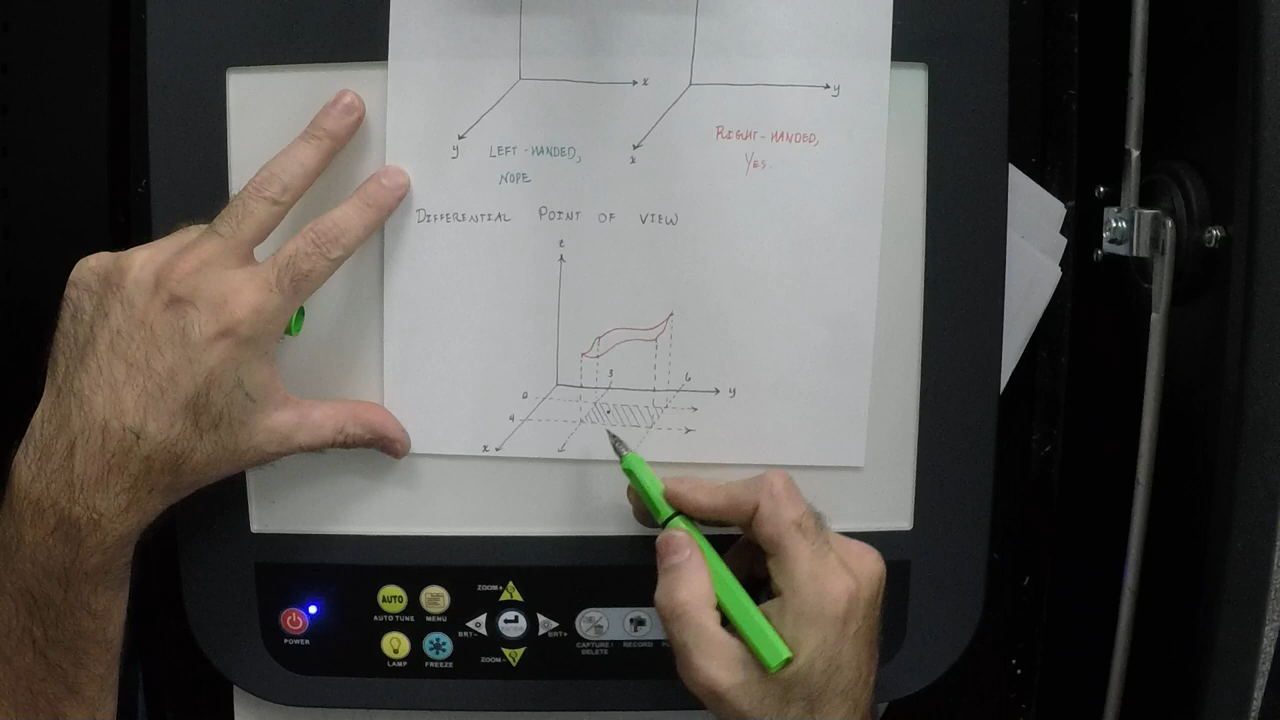 x
y
y
LEFT-HANDED,
NOPE
x
RIGHT-HANDED,
YES.
DIFFERENTIAL POINT OF VIEW
z
3
6
2
4
y
x
AUTO
AUTO TUNE
MENU
ZOOM+
BRT-
BRT+
POWER
LAMP
FREEZE
ZOOM-
CAPTURE/
DELETE
RECORD